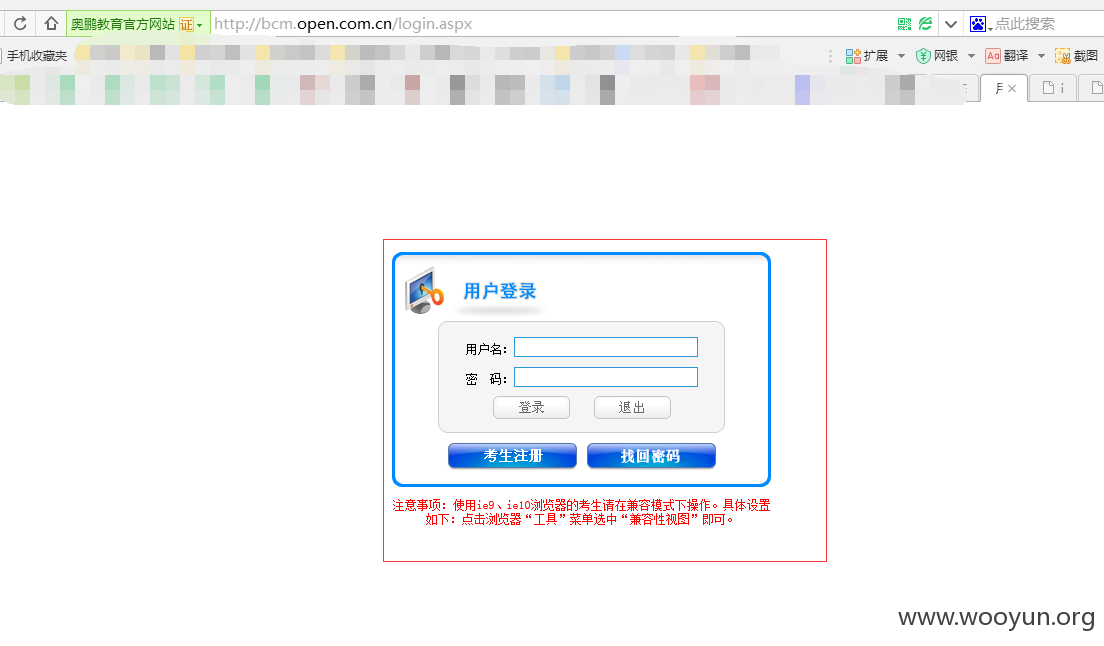 奥鹏教育官方网站 证 http://bcm.open.com.cn/login.aspx 点此搜索
手机收藏夹 扩展 网银 Aa 翻译 截图
用户登录
用户名：
密 码：
登录 退出
考生注册 找回密码
注意事项：使用ie9、ie10浏览器的考生请在兼容模式下操作。具体设置
如下：点击浏览器“工具”菜单选中“兼容性视图”即可。
www.wooyun.org